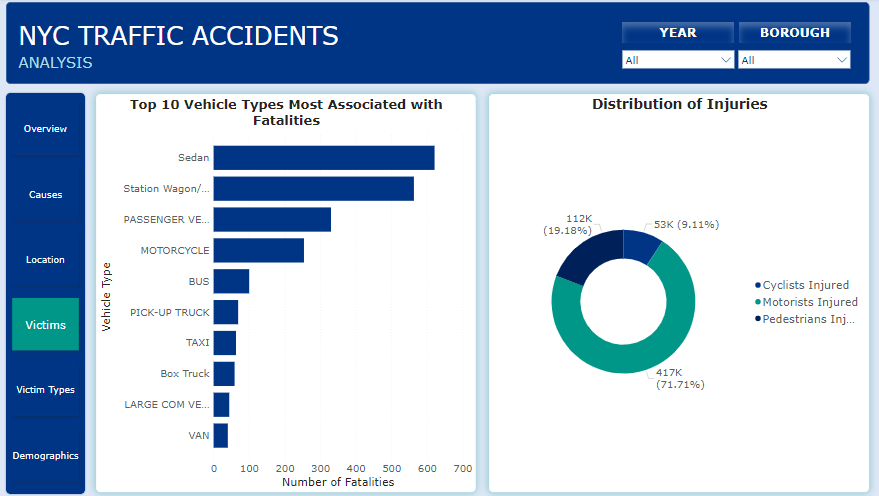 NYC TRAFFIC ACCIDENTS
ANALYSIS
YEAR
BOROUGH
All
All
Overview
Causes
Location
Victims
Victim Types
Demographics
Top 10 Vehicle Types Most Associated with
Fatalities
Vehicle Type
Sedan
Station Wagon/...
PASSENGER VE...
MOTORCYCLE
BUS
PICK-UP TRUCK
TAXI
Box Truck
LARGE COM VE...
VAN
0 100 200 300 400 500 600 700
Number of Fatalities
Distribution of Injuries
112K
(19.18%)
53K (9.11%)
417K
(71.71%)
Cyclists Injured
Motorists Injured
Pedestrians Inj...